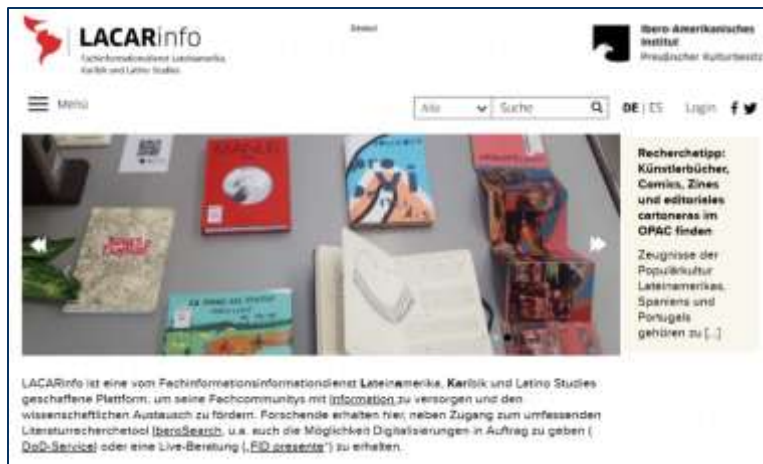 LACARinfo
Fachinformationsdienst Lateinamerika,
Karibik und Latino Studies
Ibero-Amerikanisches
Institut
Preußischer Kulturbesitz
Menü
Alle
Suche
DE | ES
Login
Recherchetipp:
Künstlerbücher,
Comics, Zines
und editoriales
cartoneras im
OPAC finden
Zeugnisse der
Populärkultur
Lateinamerikas,
Spaniens und
Portugals
gehören zu [...]
LACARinfo ist eine vom Fachinformationsinformationdienst Lateinamerika, Karibik und Latino Studies
geschaffene Plattform, um seine Fachcommunitys mit Information zu versorgen und den
wissenschaftlichen Austausch zu fördern. Forschende erhalten hier, neben Zugang zum umfassenden
Literaturrecherchetool IberoSearch, u.a. auch die Möglichkeit Digitalisierungen in Auftrag zu geben (
DoD-Service) oder eine Live-Beratung („FID presente“) zu erhalten.